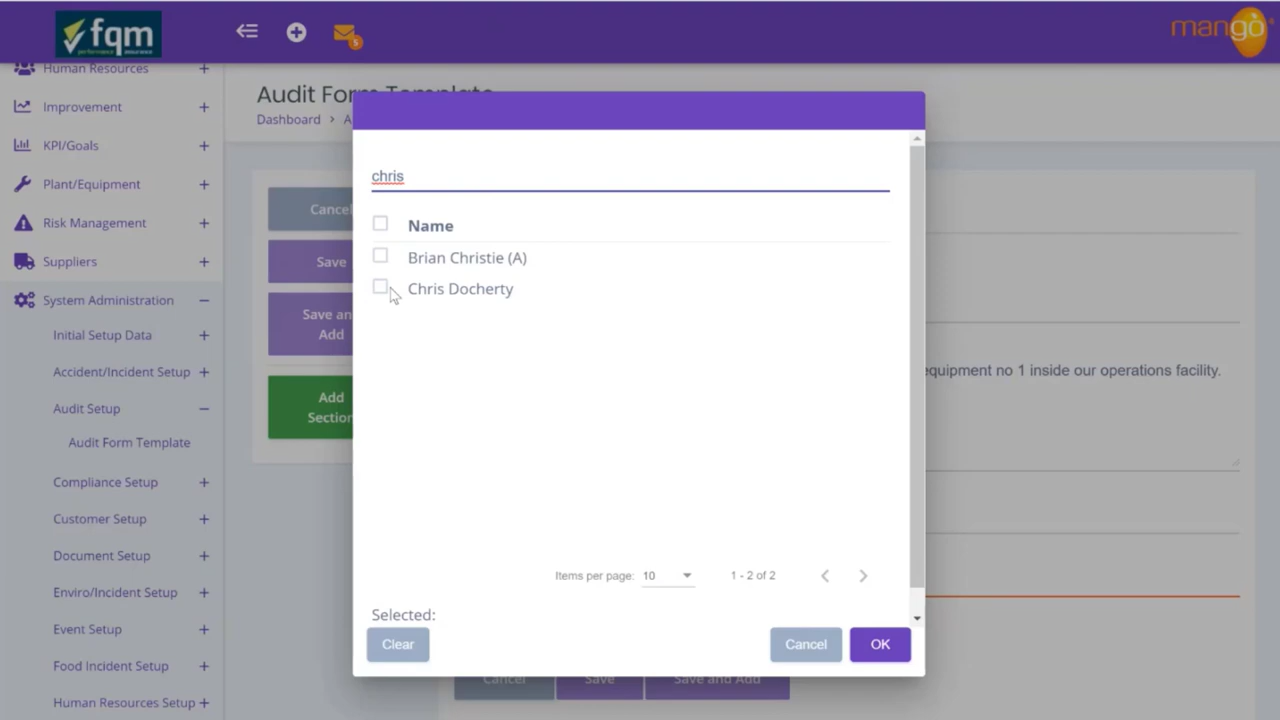 fqm
performance assurance
5
mango
Human Resources +
Improvement +
KPI/Goals +
Plant/Equipment +
Risk Management +
Suppliers +
System Administration −
Initial Setup Data +
Accident/Incident Setup +
Audit Setup −
Audit Form Template
Compliance Setup +
Customer Setup +
Document Setup +
Enviro/Incident Setup +
Event Setup +
Food Incident Setup +
Human Resources Setup +
Audit Form Template
Dashboard > A
Cancel
Save
Save and
Add
Add
Section
chris
Name
Brian Christie (A)
Chris Docherty
Items per page: 10
1 - 2 of 2
Selected:
Clear
Cancel
OK
equipment no 1 inside our operations facility.
Cancel
Save
Save and Add